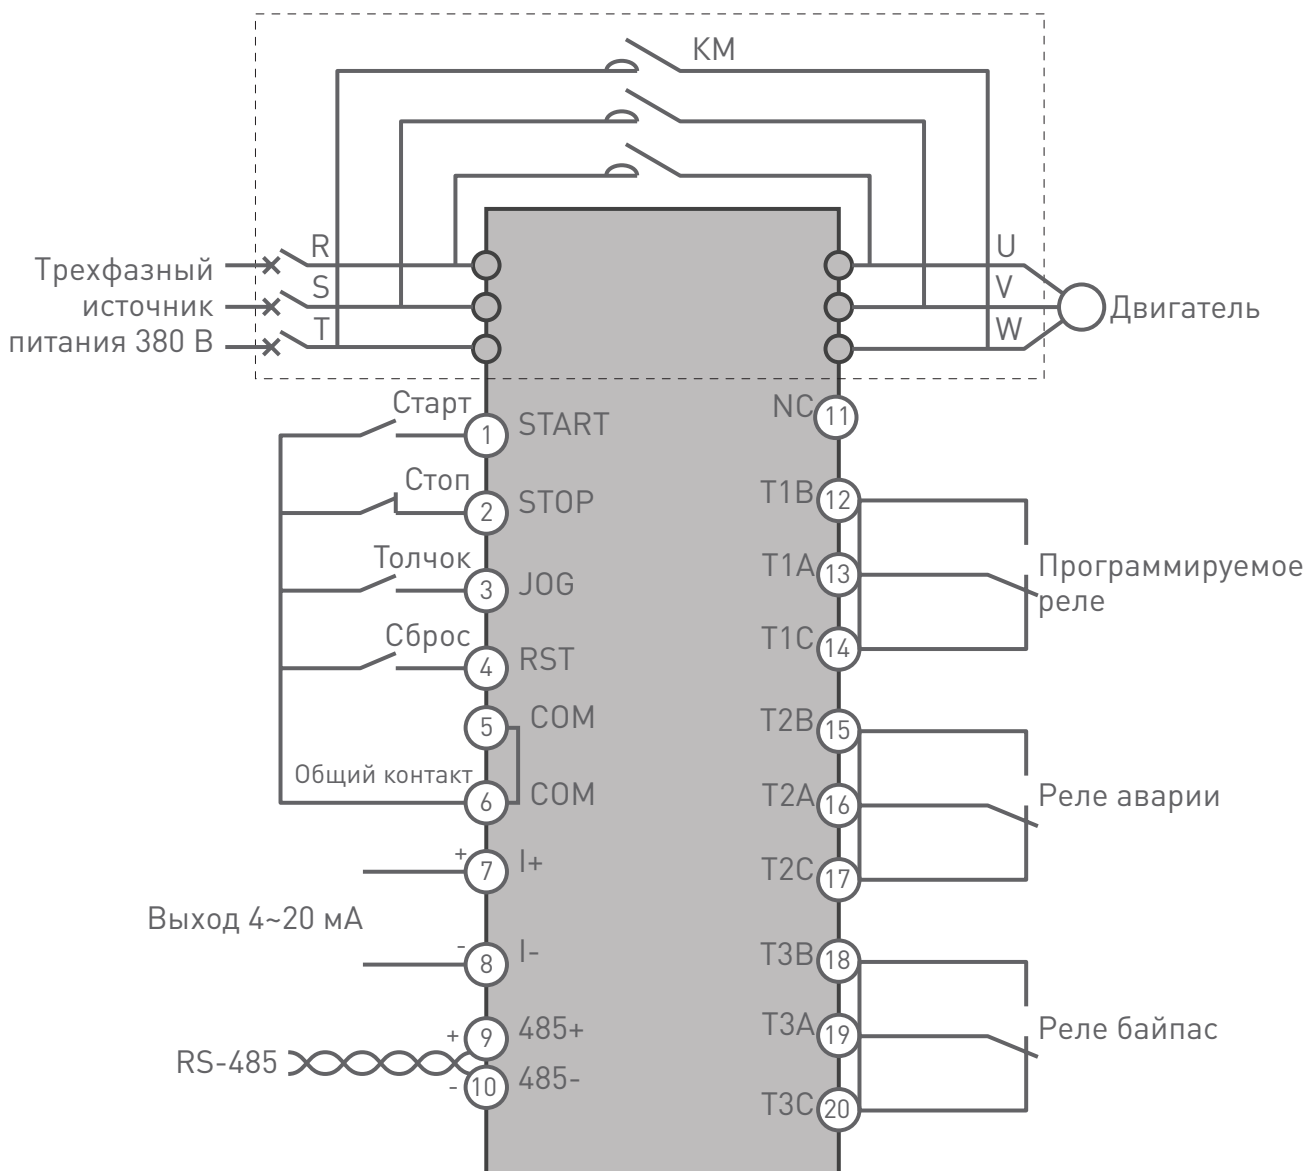 KM
R
Трехфазный
источник
питания 380 В
S
T
U
V
W
Двигатель
Старт
1
START
Стоп
2
STOP
Толчок
3
JOG
Сброс
4
RST
5
COM
Общий контакт
6
COM
+
7
I+
Выход 4~20 мА
-
8
I-
RS-485
+
9
485+
-
10
485-
NC
11
T1B
12
T1A
13
T1C
14
Программируемое
реле
T2B
15
T2A
16
T2C
17
Реле аварии
T3B
18
T3A
19
T3C
20
Реле байпас